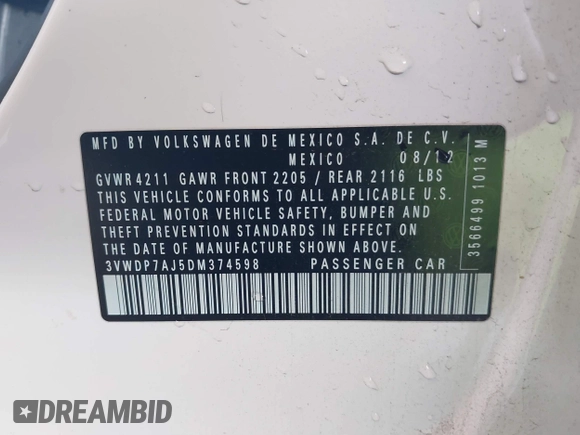 MFD BY VOLKSWAGEN DE MEXICO S.A. DE C.V.
MEXICO 08/12
GVWR 4211 GAWR FRONT 2205 / REAR 2116 LBS
THIS VEHICLE CONFORMS TO ALL APPLICABLE U.S.
FEDERAL MOTOR VEHICLE SAFETY, BUMPER AND
THEFT PREVENTION STANDARDS IN EFFECT ON
THE DATE OF MANUFACTURE SHOWN ABOVE.
3VWDP7AJ5DM374598 PASSENGER CAR
3566499 1013 M
DREAMBID